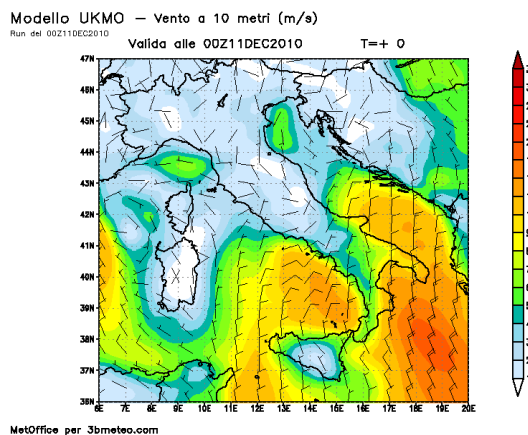 Modello UKMO – Vento a 10 metri (m/s)
Run del 00Z11DEC2010
Valida alle 00Z11DEC2010 T=+ 0
47N
46N
45N
44N
43N
42N
41N
40N
39N
38N
37N
36N
6E 7E 8E 9E 10E 11E 12E 13E 14E 15E 16E 17E 18E 19E 20E
MetOffice per 3bmeteo.com